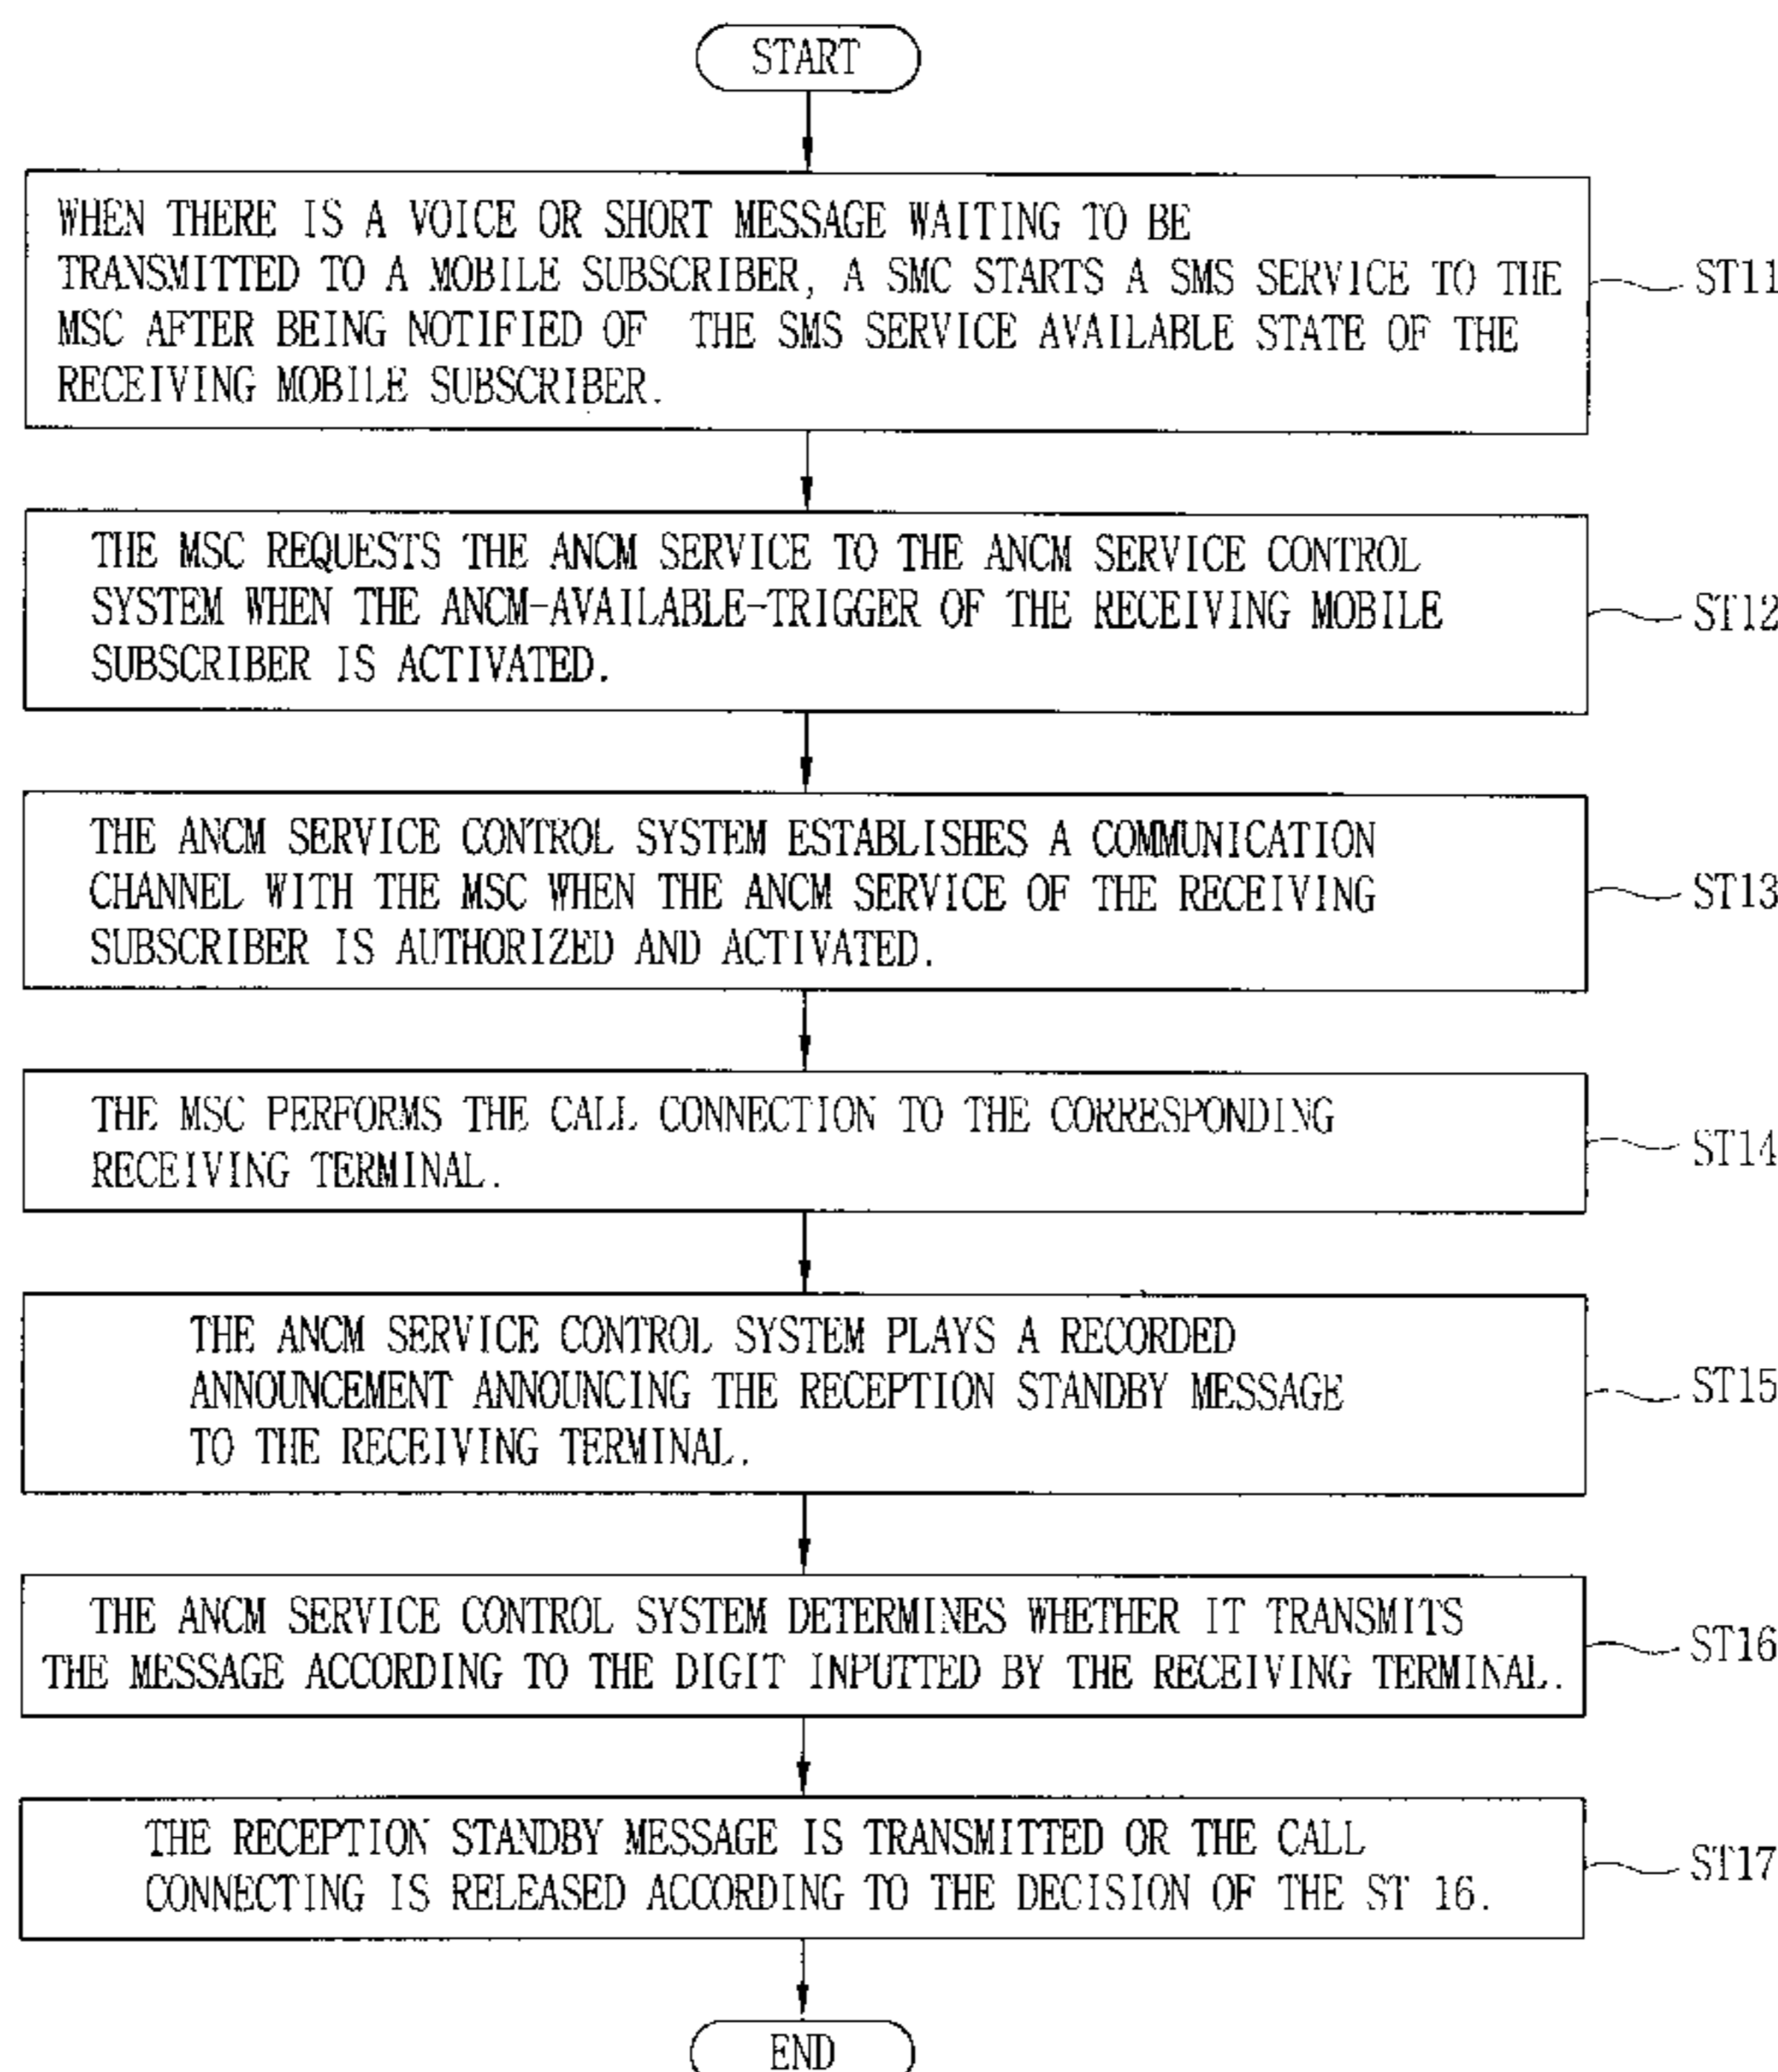 START
WHEN THERE IS A VOICE OR SHORT MESSAGE WAITING TO BE
TRANSMITTED TO A MOBILE SUBSCRIBER, A SMC STARTS A SMS SERVICE TO THE
MSC AFTER BEING NOTIFIED OF THE SMS SERVICE AVAILABLE STATE OF THE
RECEIVING MOBILE SUBSCRIBER.
ST11
THE MSC REQUESTS THE ANCM SERVICE TO THE ANCM SERVICE CONTROL
SYSTEM WHEN THE ANCM-AVAILABLE-TRIGGER OF THE RECEIVING MOBILE
SUBSCRIBER IS ACTIVATED.
ST12
THE ANCM SERVICE CONTROL SYSTEM ESTABLISHES A COMMUNICATION
CHANNEL WITH THE MSC WHEN THE ANCM SERVICE OF THE RECEIVING
SUBSCRIBER IS AUTHORIZED AND ACTIVATED.
ST13
THE MSC PERFORMS THE CALL CONNECTION TO THE CORRESPONDING
RECEIVING TERMINAL.
ST14
THE ANCM SERVICE CONTROL SYSTEM PLAYS A RECORDED
ANNOUNCEMENT ANNOUNCING THE RECEPTION STANDBY MESSAGE
TO THE RECEIVING TERMINAL.
ST15
THE ANCM SERVICE CONTROL SYSTEM DETERMINES WHETHER IT TRANSMITS
THE MESSAGE ACCORDING TO THE DIGIT INPUTTED BY THE RECEIVING TERMINAL.
ST16
THE RECEPTION STANDBY MESSAGE IS TRANSMITTED OR THE CALL
CONNECTING IS RELEASED ACCORDING TO THE DECISION OF THE ST 16.
ST17
END